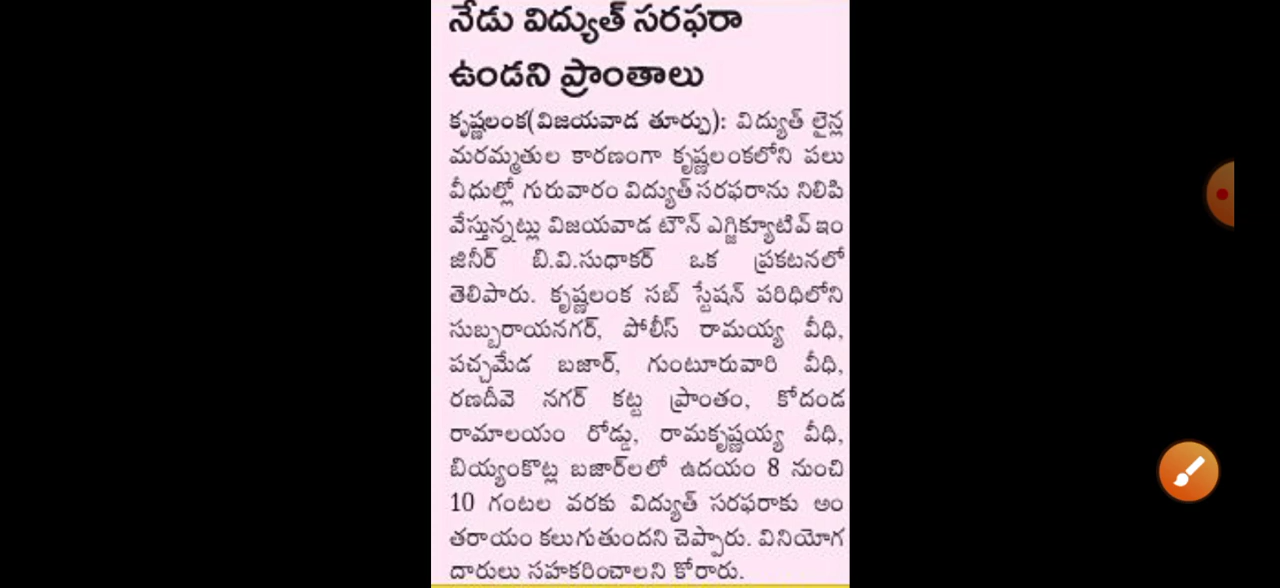 నేడు విద్యుత్ సరఫరా
ఉండని ప్రాంతాలు
కృష్ణలంక(విజయవాడ తూర్పు): విద్యుత్ లైన్ల
మరమ్మతుల కారణంగా కృష్ణలంకలోని పలు
వీధుల్లో గురువారం విద్యుత్ సరఫరాను నిలిపి
వేస్తున్నట్లు విజయవాడ టౌన్ ఎగ్జిక్యూటివ్ ఇం
జినీర్ బి.వి.సుధాకర్ ఒక ప్రకటనలో
తెలిపారు. కృష్ణలంక సబ్ స్టేషన్ పరిధిలోని
సుబ్బరాయనగర్, పోలీస్ రామయ్య వీధి,
పచ్చమేడ బజార్, గుంటూరువారి వీధి,
రణదీవె నగర్ కట్ట ప్రాంతం, కోదండ
రామాలయం రోడ్డు, రామకృష్ణయ్య వీధి,
బియ్యంకొట్ల బజార్‌లలో ఉదయం 8 నుంచి
10 గంటల వరకు విద్యుత్ సరఫరాకు అం
తరాయం కలుగుతుందని చెప్పారు. వినియోగ
దారులు సహకరించాలని కోరారు.